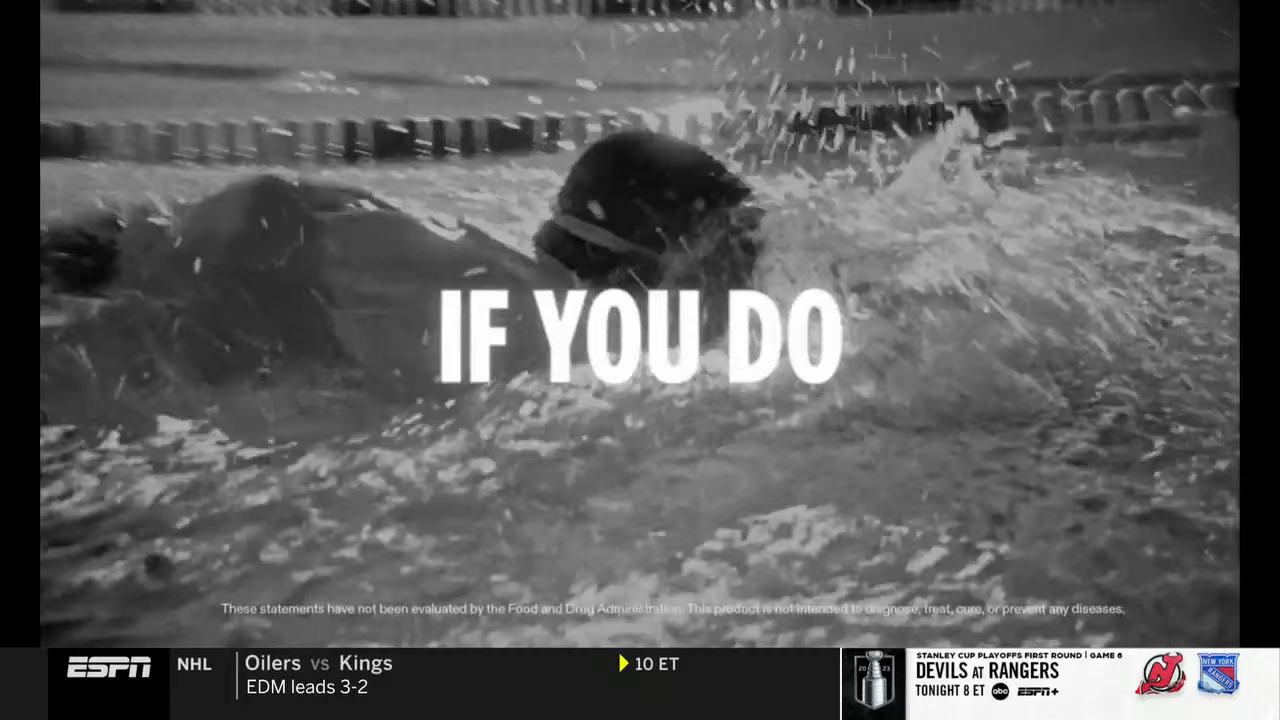 IF YOU DO
These statements have not been evaluated by the Food and Drug Administration. This product is not intended to diagnose, treat, cure, or prevent any diseases.
ESPN
NHL
Oilers vs Kings
EDM leads 3-2
10 ET
2023
STANLEY CUP PLAYOFFS FIRST ROUND | GAME 6
DEVILS AT RANGERS
TONIGHT 8 ET abc ESPN+
NEW YORK
RANGERS